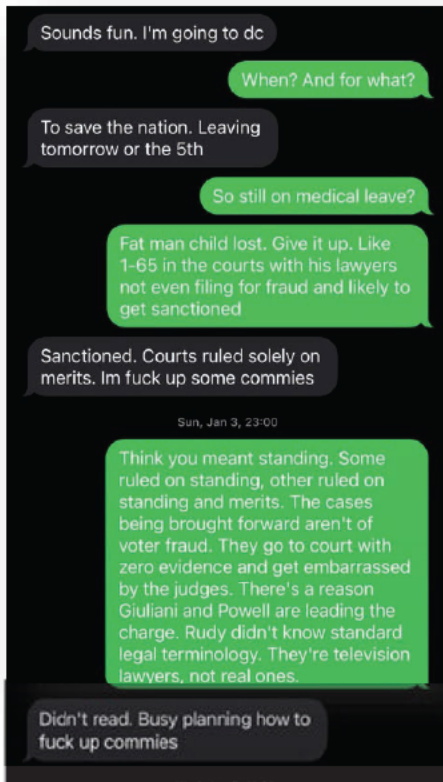 Sounds fun. I'm going to dc
When? And for what?
To save the nation. Leaving
tomorrow or the 5th
So still on medical leave?
Fat man child lost. Give it up. Like
1-65 in the courts with his lawyers
not even filing for fraud and likely to
get sanctioned
Sanctioned. Courts ruled solely on
merits. Im fuck up some commies
Sun, Jan 3, 23:00
Think you meant standing. Some
ruled on standing, other ruled on
standing and merits. The cases
being brought forward aren't of
voter fraud. They go to court with
zero evidence and get embarrassed
by the judges. There's a reason
Giuliani and Powell are leading the
charge. Rudy didn't know standard
legal terminology. They're television
lawyers, not real ones.
Didn't read. Busy planning how to
fuck up commies